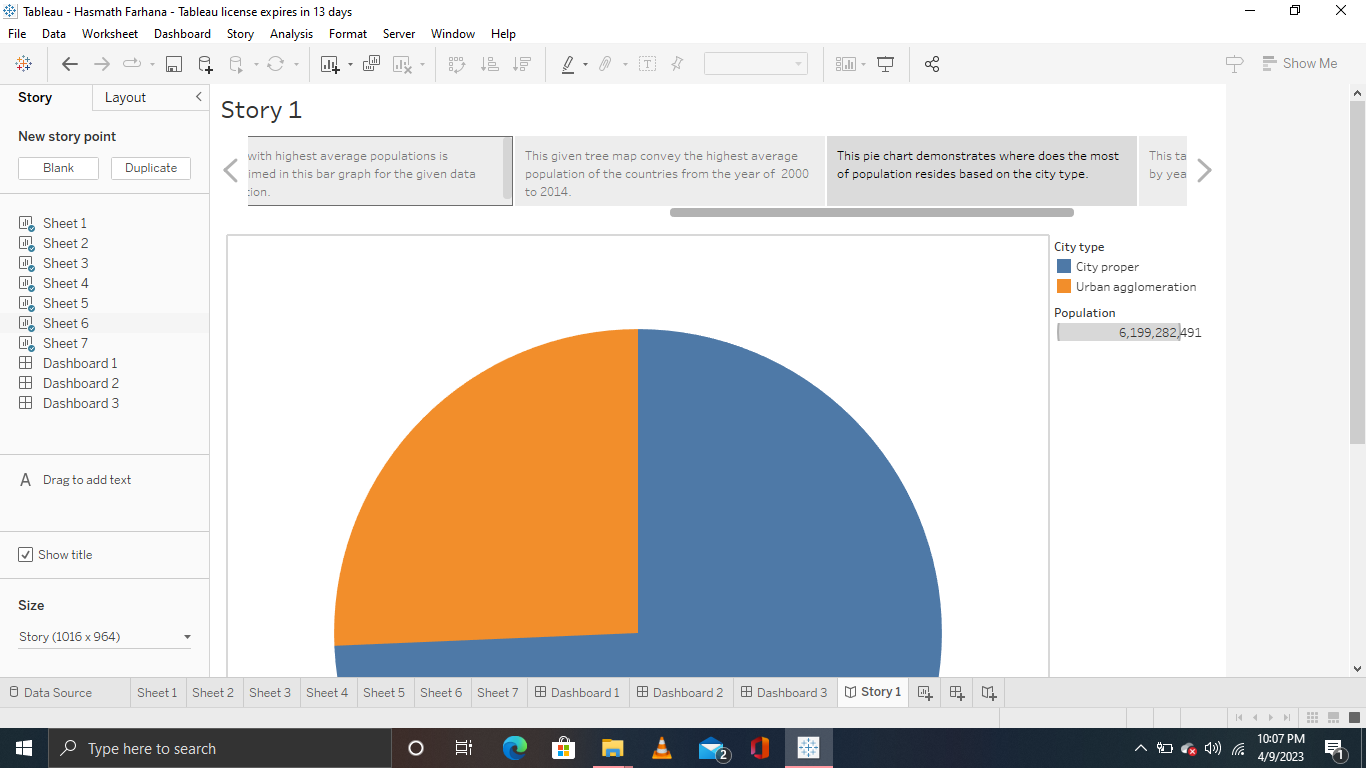 Tableau - Hasmath Farhana - Tableau license expires in 13 days
File Data Worksheet Dashboard Story Analysis Format Server Window Help
Show Me
Story Layout
New story point
Blank Duplicate
Sheet 1
Sheet 2
Sheet 3
Sheet 4
Sheet 5
Sheet 6
Sheet 7
Dashboard 1
Dashboard 2
Dashboard 3
A Drag to add text
Show title
Size
Story (1016 x 964)
Story 1
with highest average populations is
imed in this bar graph for the given data
ion.
This given tree map convey the highest average
population of the countries from the year of 2000
to 2014.
This pie chart demonstrates where does the most
of population resides based on the city type.
This ta
by yea
City type
City proper
Urban agglomeration
Population
6,199,282,491
Data Source Sheet 1 Sheet 2 Sheet 3 Sheet 4 Sheet 5 Sheet 6 Sheet 7 Dashboard 1 Dashboard 2 Dashboard 3 Story 1
Type here to search
2
10:07 PM
4/9/2023
1